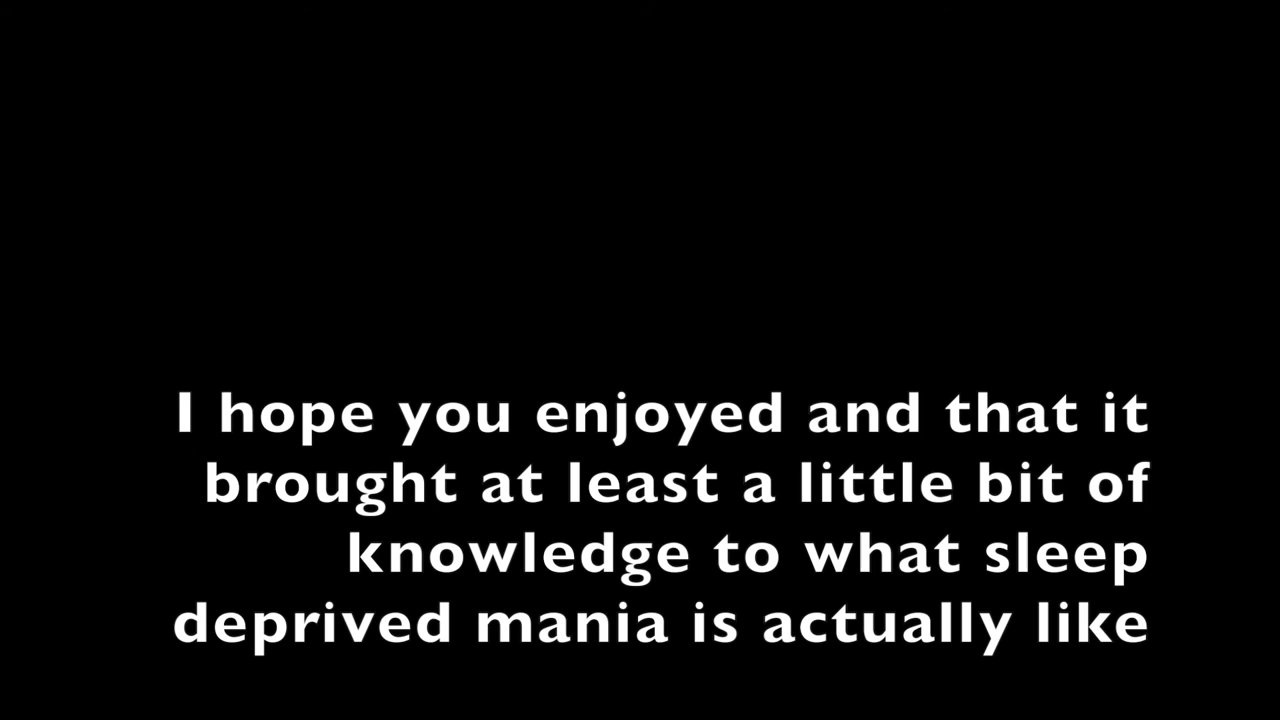 I hope you enjoyed and that it
brought at least a little bit of
knowledge to what sleep
deprived mania is actually like